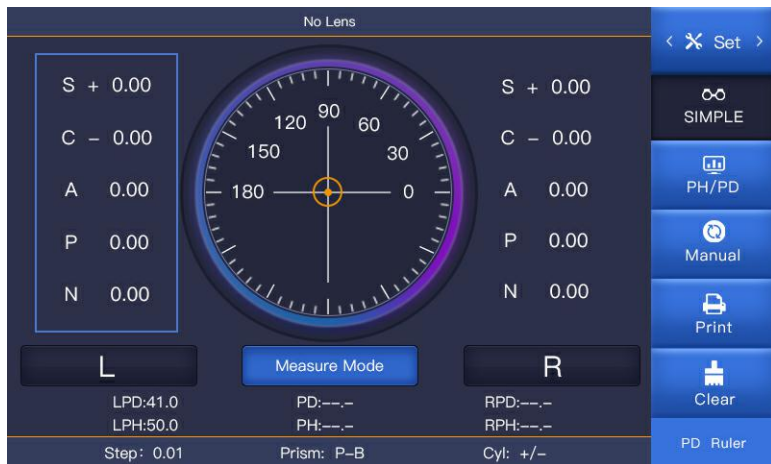 No Lens
S + 0.00
C - 0.00
A 0.00
P 0.00
N 0.00
90
120 60
150 30
180 0
S + 0.00
C - 0.00
A 0.00
P 0.00
N 0.00
L
Measure Mode
R
LPD:41.0 PD:--.- RPD:--.-
LPH:50.0 PH:--.- RPH:--.-
Step: 0.01 Prism: P-B Cyl: +/-
< Set >
SIMPLE
PH/PD
Manual
Print
Clear
PD Ruler